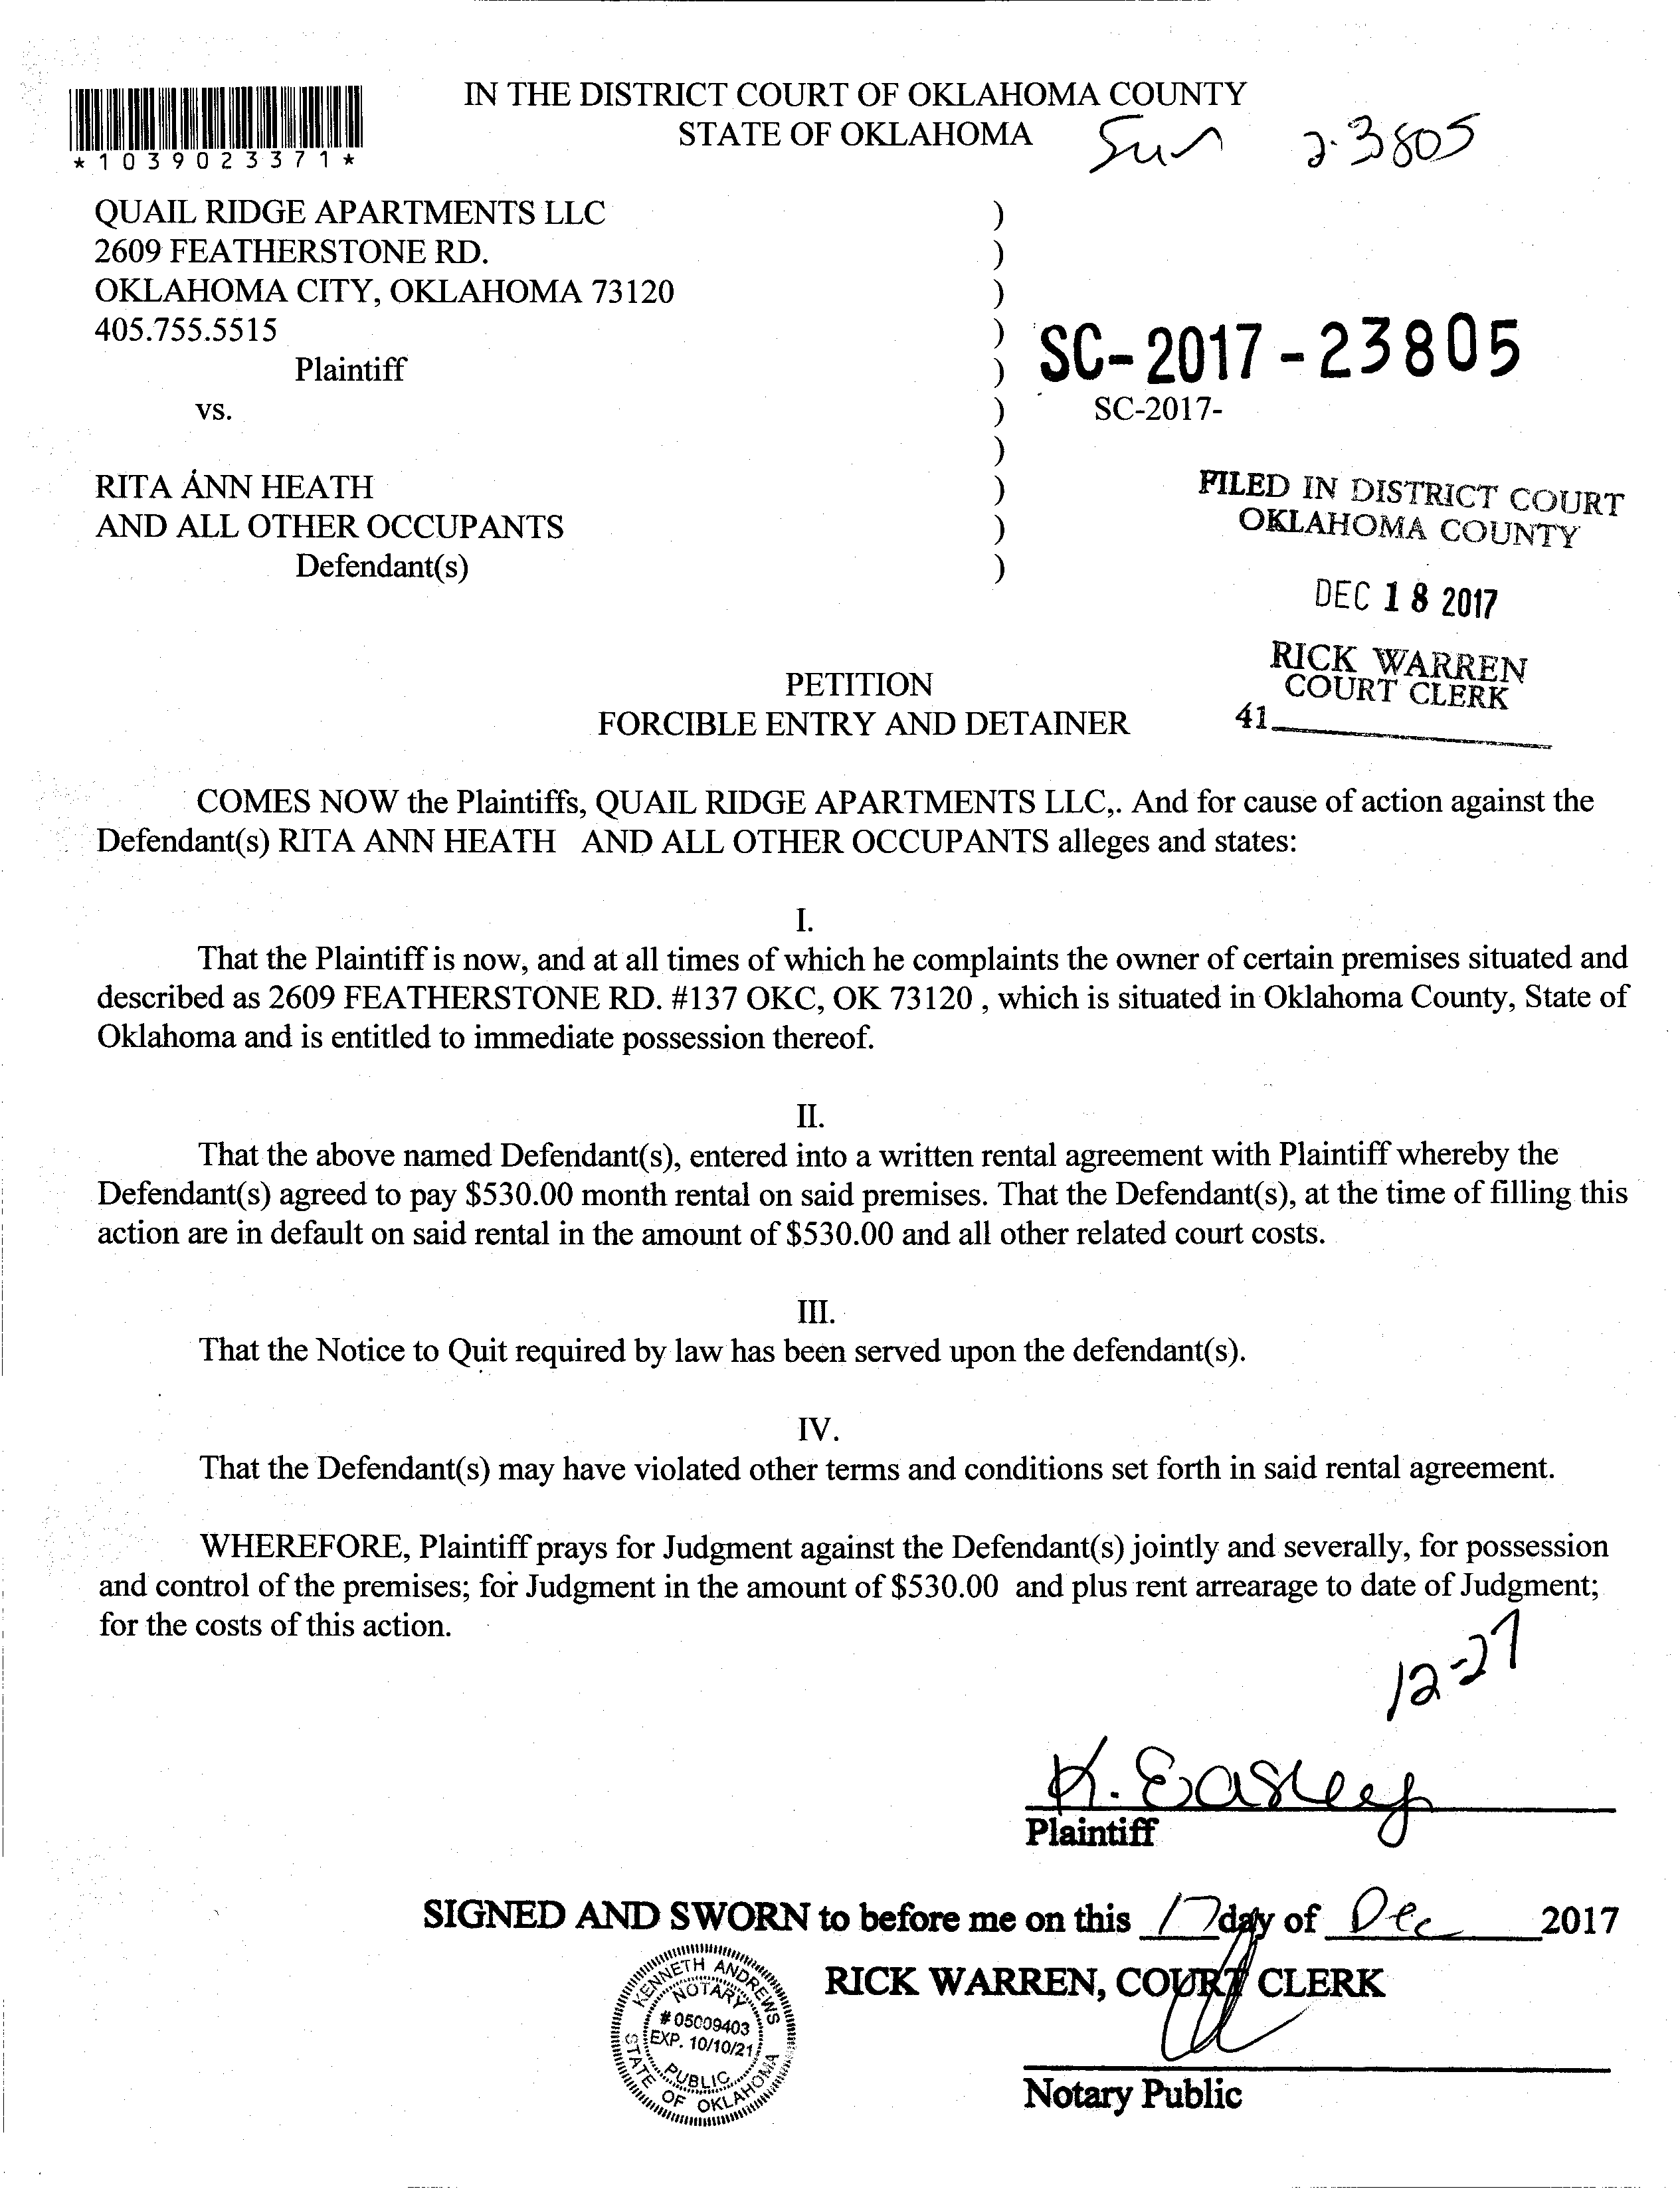 IN THE DISTRICT COURT OF OKLAHOMA COUNTY
STATE OF OKLAHOMA
*1039023371*
QUAIL RIDGE APARTMENTS LLC )
2609 FEATHERSTONE RD. )
OKLAHOMA CITY, OKLAHOMA 73120 )
405.755.5515 )
Plaintiff )
SC-2017-23805
vs. ) SC-2017-
)
RITA ANN HEATH )
AND ALL OTHER OCCUPANTS )
Defendant(s) )
FILED IN DISTRICT COURT
OKLAHOMA COUNTY
DEC 18 2017
RICK WARREN
COURT CLERK
41
PETITION
FORCIBLE ENTRY AND DETAINER
COMES NOW the Plaintiffs, QUAIL RIDGE APARTMENTS LLC,. And for cause of action against the
Defendant(s) RITA ANN HEATH AND ALL OTHER OCCUPANTS alleges and states:
I.
That the Plaintiff is now, and at all times of which he complaints the owner of certain premises situated and
described as 2609 FEATHERSTONE RD. #137 OKC, OK 73120 , which is situated in Oklahoma County, State of
Oklahoma and is entitled to immediate possession thereof.
II.
That the above named Defendant(s), entered into a written rental agreement with Plaintiff whereby the
Defendant(s) agreed to pay $530.00 month rental on said premises. That the Defendant(s), at the time of filling this
action are in default on said rental in the amount of $530.00 and all other related court costs.
III.
That the Notice to Quit required by law has been served upon the defendant(s).
IV.
That the Defendant(s) may have violated other terms and conditions set forth in said rental agreement.
WHEREFORE, Plaintiff prays for Judgment against the Defendant(s) jointly and severally, for possession
and control of the premises; for Judgment in the amount of $530.00 and plus rent arrearage to date of Judgment;
for the costs of this action.
12-27
K. Easley
Plaintiff
SIGNED AND SWORN to before me on this 17 day of Dec 2017
RICK WARREN, COURT CLERK
KENNETH ANDREWS
NOTARY
# 05009403
EXP. 10/10/21
PUBLIC
STATE OF OKLAHOMA
Notary Public